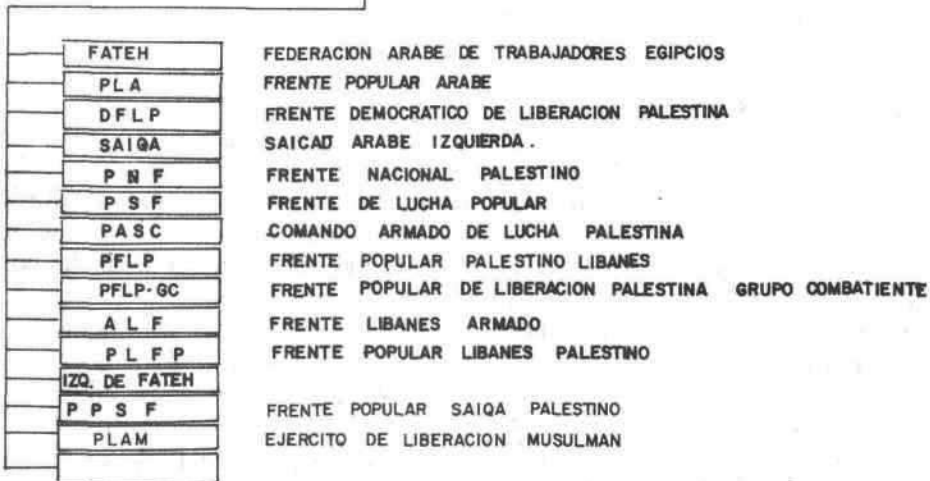 FATEH FEDERACION ARABE DE TRABAJADORES EGIPCIOS
PLA FRENTE POPULAR ARABE
DFLP FRENTE DEMOCRATICO DE LIBERACION PALESTINA
SAIQA SAICAD ARABE IZQUIERDA.
PNF FRENTE NACIONAL PALESTINO
PSF FRENTE DE LUCHA POPULAR
PASC COMANDO ARMADO DE LUCHA PALESTINA
PFLP FRENTE POPULAR PALESTINO LIBANES
PFLP-GC FRENTE POPULAR DE LIBERACION PALESTINA GRUPO COMBATIENTE
ALF FRENTE LIBANES ARMADO
PLFP FRENTE POPULAR LIBANES PALESTINO
IZQ. DE FATEH
PPSF FRENTE POPULAR SAIQA PALESTINO
PLAM EJERCITO DE LIBERACION MUSULMAN